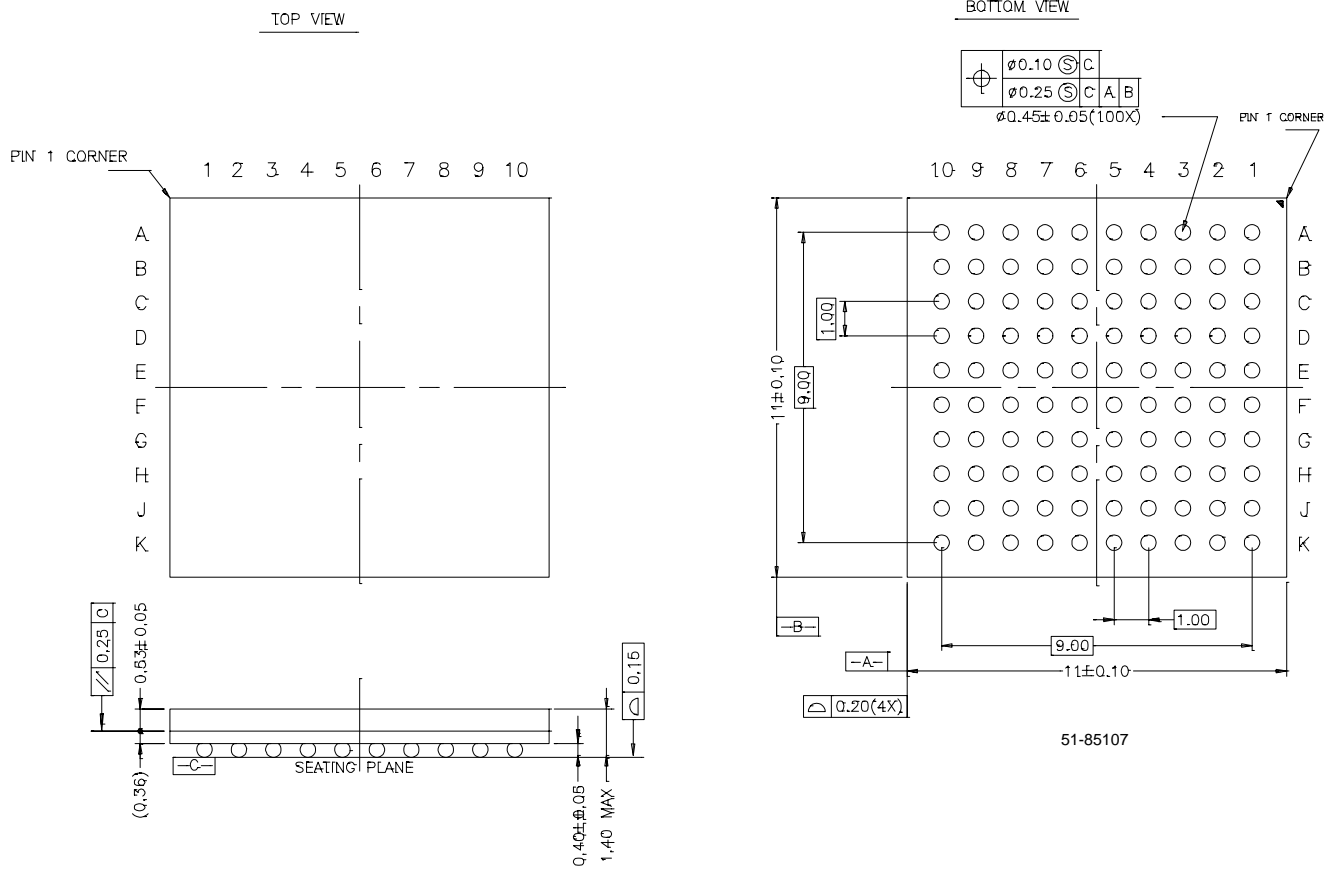 TOP VIEW
PIN 1 CORNER
1 2 3 4 5 6 7 8 9 10
A
B
C
D
E
F
G
H
J
K
BOTTOM VIEW
ø0.10 Ⓢ C
ø0.25 Ⓢ C A B
ø0.45±0.05(100X)
PIN 1 CORNER
10 9 8 7 6 5 4 3 2 1
A
B
C
D
E
F
G
H
J
K
1.00
9.00
11±0.10
-B-
1.00
9.00
-A-
11±0.10
0.20(4X)
51-85107
// 0.25 C
0.53±0.05
(0.36)
-C-
SEATING PLANE
0.15
0.40±0.05
1.40 MAX